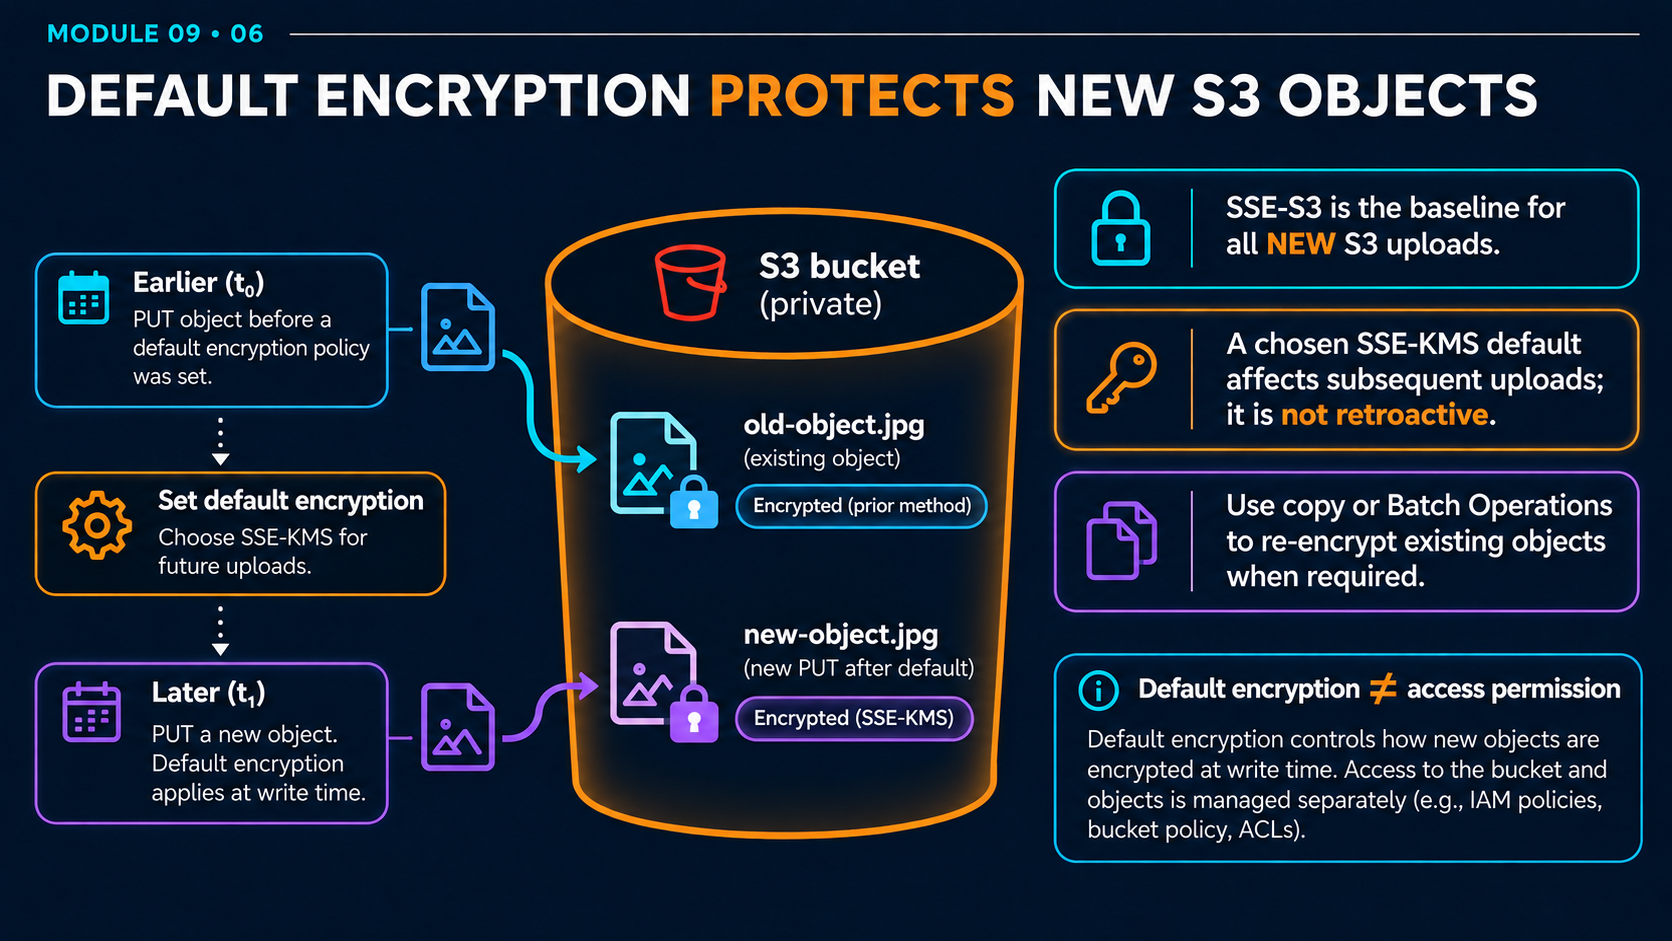 MODULE 09 • 06
DEFAULT ENCRYPTION PROTECTS NEW S3 OBJECTS
Earlier (t₀)
PUT object before a
default encryption policy
was set.
Set default encryption
Choose SSE-KMS for
future uploads.
Later (t₁)
PUT a new object.
Default encryption
applies at write time.
S3 bucket
(private)
old-object.jpg
(existing object)
Encrypted (prior method)
new-object.jpg
(new PUT after default)
Encrypted (SSE-KMS)
SSE-S3 is the baseline for
all NEW S3 uploads.
A chosen SSE-KMS default
affects subsequent uploads;
it is not retroactive.
Use copy or Batch Operations
to re-encrypt existing objects
when required.
Default encryption ≠ access permission
Default encryption controls how new objects are
encrypted at write time. Access to the bucket and
objects is managed separately (e.g., IAM policies,
bucket policy, ACLs).